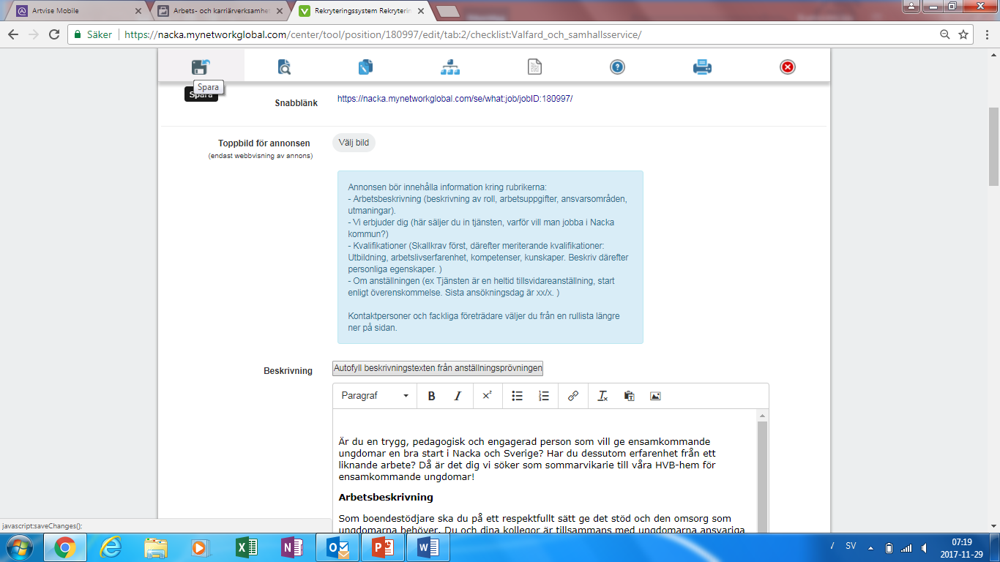 Artvise Mobile
Arbets- och karriärverksamhe
Rekryteringssystem Rekryterin
Säker
https://nacka.mynetworkglobal.com/center/tool/position/180997/edit/tab:2/checklist:Valfard_och_samhallsservice/
Spara
Spara
Snabblänk
https://nacka.mynetworkglobal.com/se/what:job/jobID:180997/
Toppbild för annonsen
(endast webbvisning av annons)
Välj bild
Annonsen bör innehålla information kring rubrikerna:
- Arbetsbeskrivning (beskrivning av roll, arbetsuppgifter, ansvarsområden,
utmaningar).
- Vi erbjuder dig (här säljer du in tjänsten, varför vill man jobba i Nacka
kommun?)
- Kvalifikationer (Skallkrav först, därefter meriterande kvalifikationer:
Utbildning, arbetslivserfarenhet, kompetenser, kunskaper. Beskriv därefter
personliga egenskaper. )
- Om anställningen (ex Tjänsten är en heltid tillsvidareanställning, start
enligt överenskommelse. Sista ansökningsdag är xx/x. )
Kontaktpersoner och fackliga företrädare väljer du från en rullista längre
ner på sidan.
Beskrivning
Autofyll beskrivningstexten från anställningsprövningen
Paragraf
Är du en trygg, pedagogisk och engagerad person som vill ge ensamkommande
ungdomar en bra start i Nacka och Sverige? Har du dessutom erfarenhet från ett
liknande arbete? Då är det dig vi söker som sommarvikarie till våra HVB-hem för
ensamkommande ungdomar!
Arbetsbeskrivning
Som boendestödjare ska du på ett respektfullt sätt ge det stöd och den omsorg som
ungdomarna behöver. Du och dina kollegor är tillsammans med ungdomarna ansvariga
javascript:saveChanges();
SV
07:19
2017-11-29